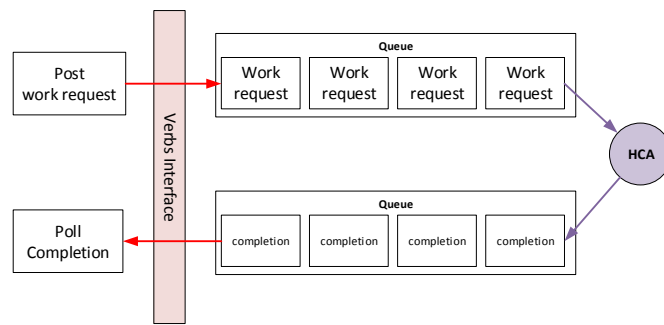 Queue
Post
work request
Work
request
Work
request
Work
request
Work
request
Verbs Interface
HCA
Queue
Poll
Completion
completion
completion
completion
completion